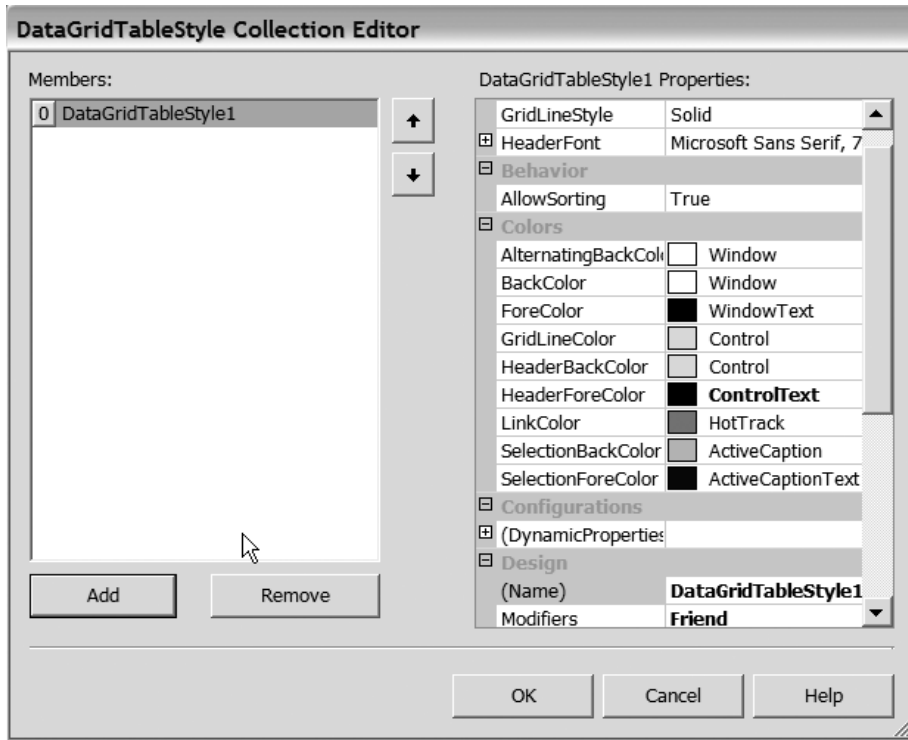 DataGridTableStyle Collection Editor
Members:
0 DataGridTableStyle1
Add
Remove
DataGridTableStyle1 Properties:
GridLineStyle Solid
HeaderFont Microsoft Sans Serif, 7
Behavior
AllowSorting True
Colors
AlternatingBackCol Window
BackColor Window
ForeColor WindowText
GridLineColor Control
HeaderBackColor Control
HeaderForeColor ControlText
LinkColor HotTrack
SelectionBackColor ActiveCaption
SelectionForeColor ActiveCaptionText
Configurations
(DynamicProperties
Design
(Name) DataGridTableStyle1
Modifiers Friend
OK Cancel Help